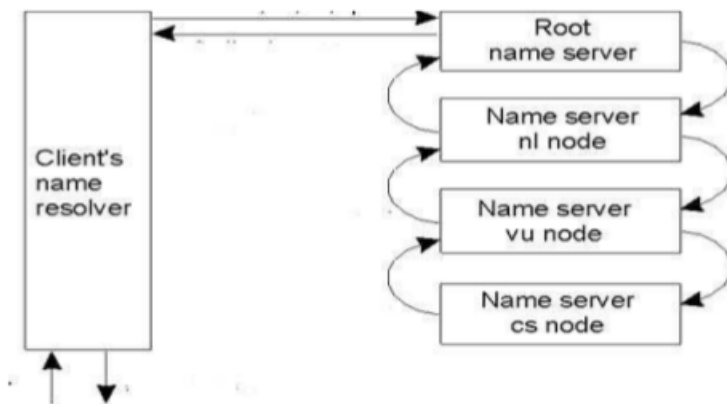 Root
name server
Name server
nl node
Client's
name
resolver
Name server
vu node
Name server
cs node